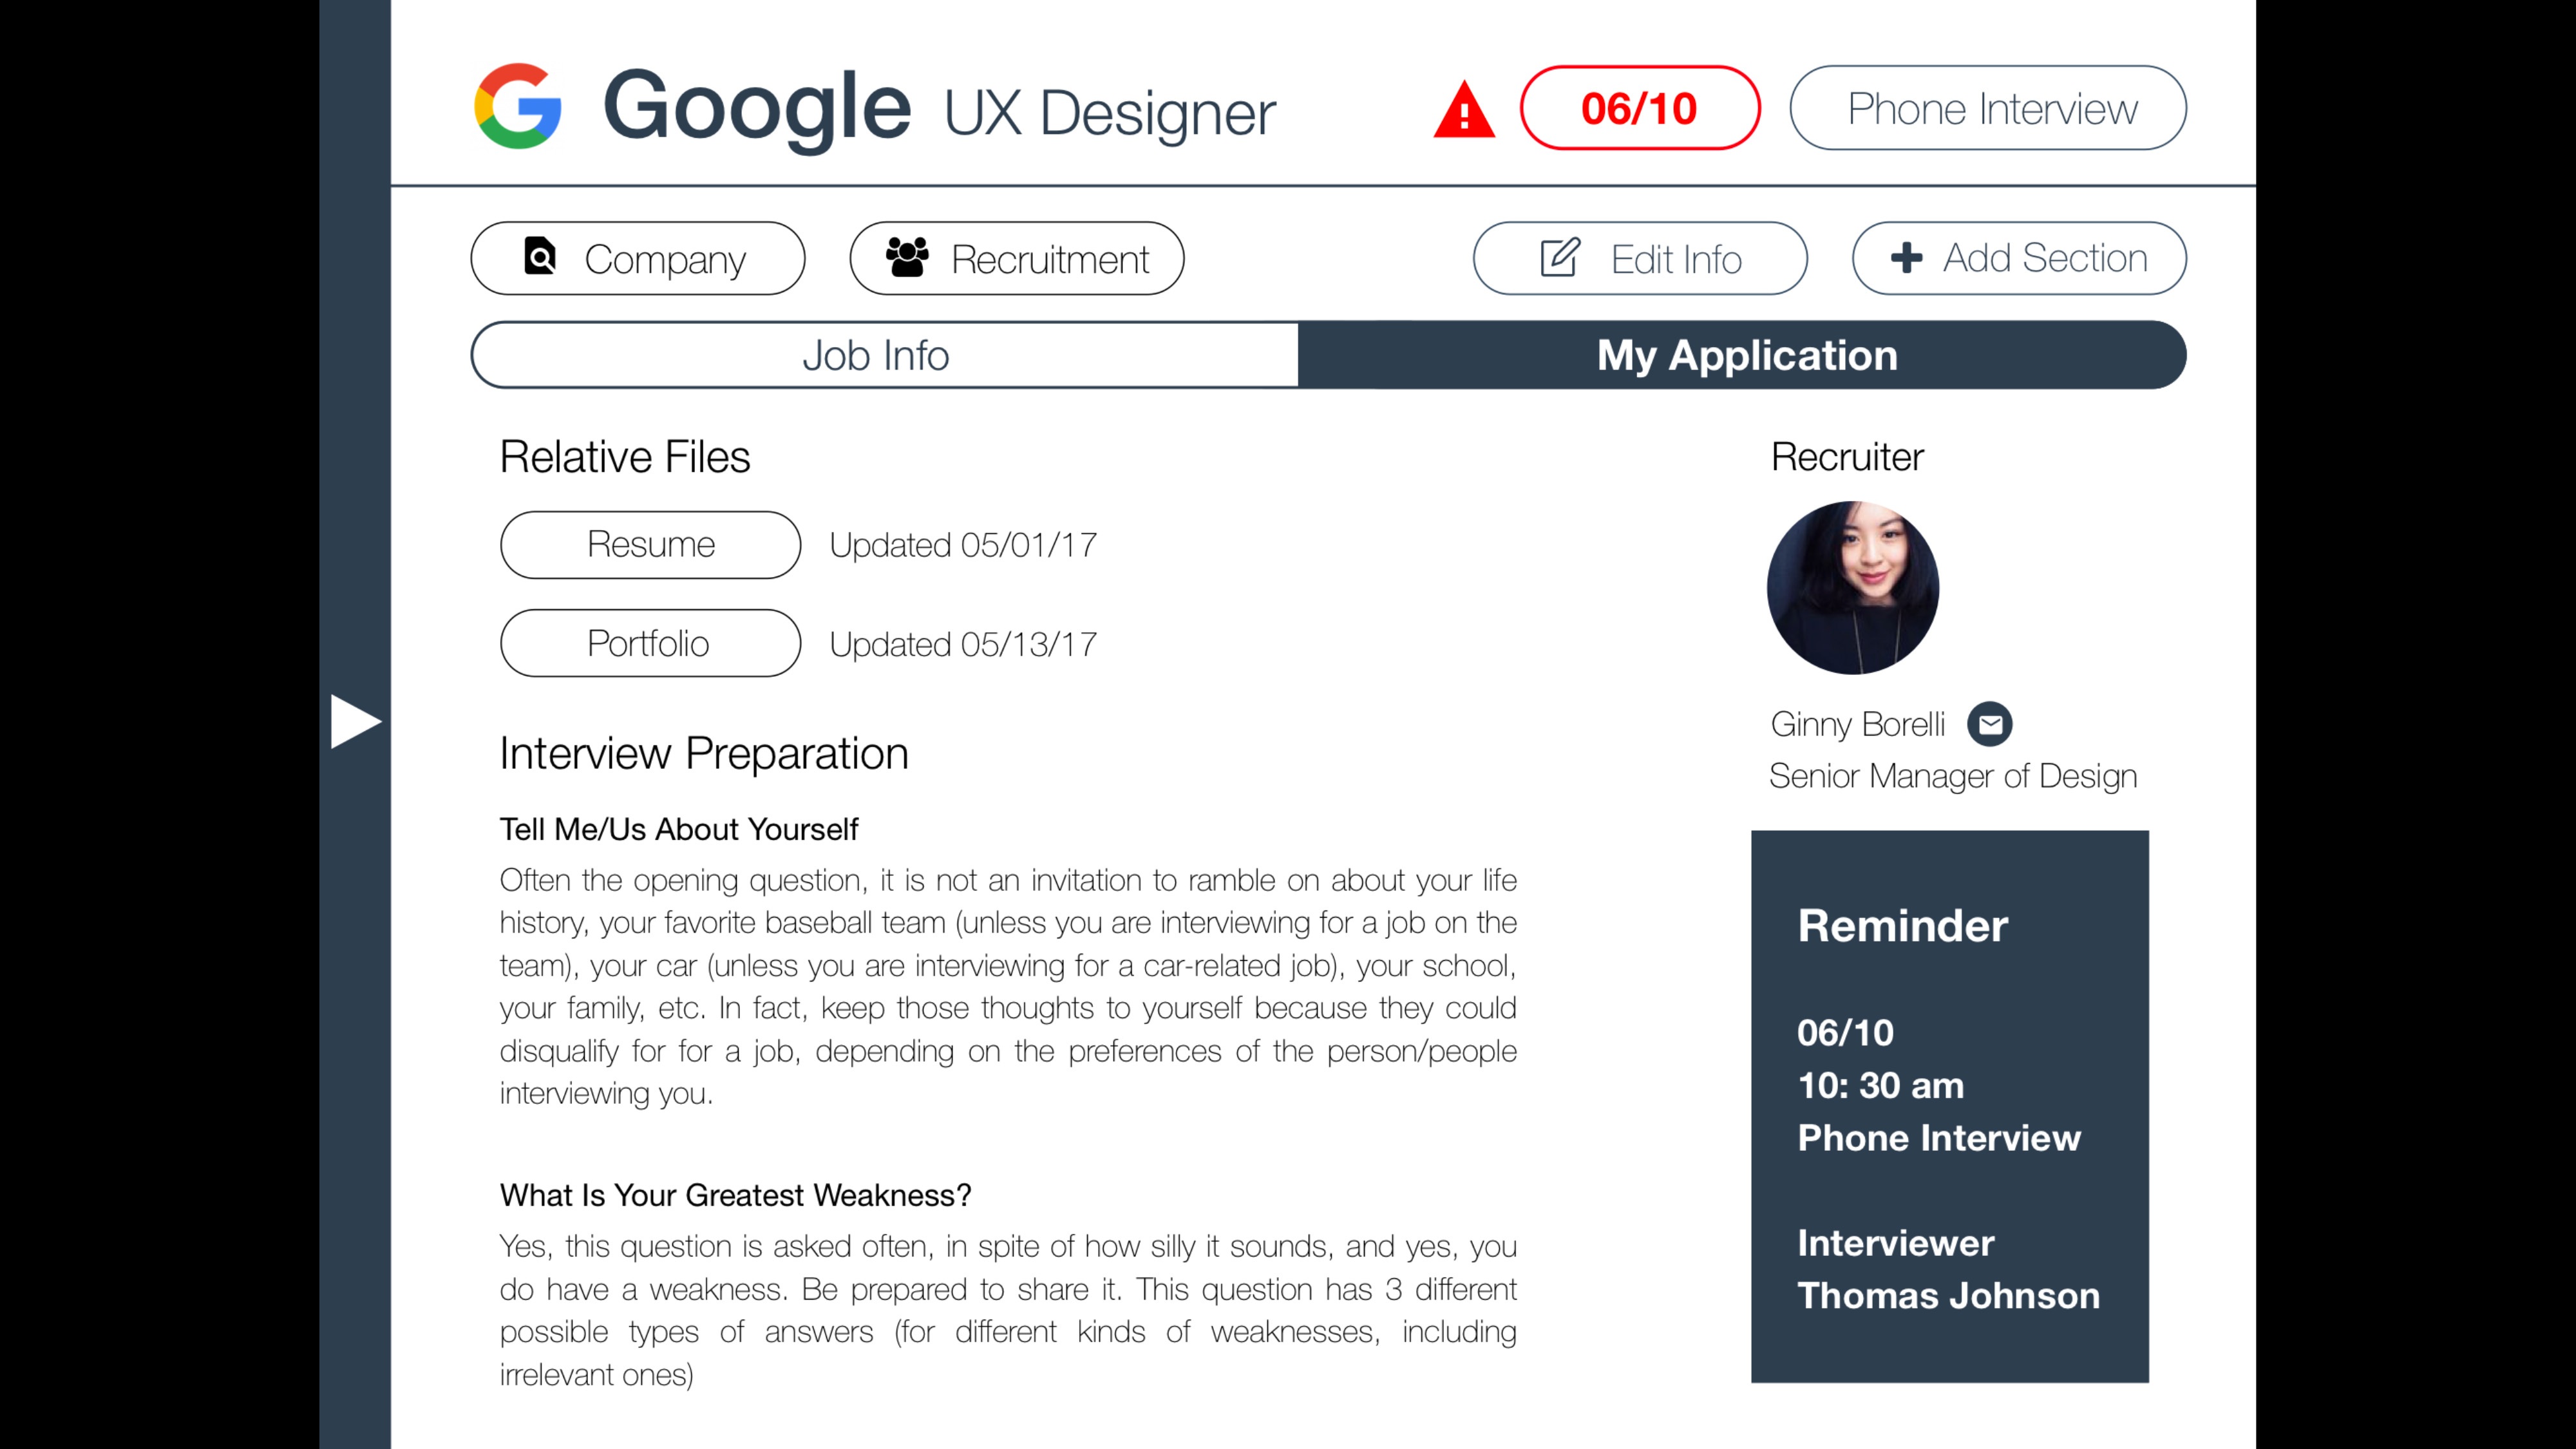 Google UX Designer
06/10
Phone Interview
Company
Recruitment
Edit Info
Add Section
Job Info
My Application
Relative Files
Resume
Updated 05/01/17
Portfolio
Updated 05/13/17
Interview Preparation
Tell Me/Us About Yourself
Often the opening question, it is not an invitation to ramble on about your life
history, your favorite baseball team (unless you are interviewing for a job on the
team), your car (unless you are interviewing for a car-related job), your school,
your family, etc. In fact, keep those thoughts to yourself because they could
disqualify for for a job, depending on the preferences of the person/people
interviewing you.
What Is Your Greatest Weakness?
Yes, this question is asked often, in spite of how silly it sounds, and yes, you
do have a weakness. Be prepared to share it. This question has 3 different
possible types of answers (for different kinds of weaknesses, including
irrelevant ones)
Recruiter
Ginny Borelli
Senior Manager of Design
Reminder
06/10
10: 30 am
Phone Interview
Interviewer
Thomas Johnson